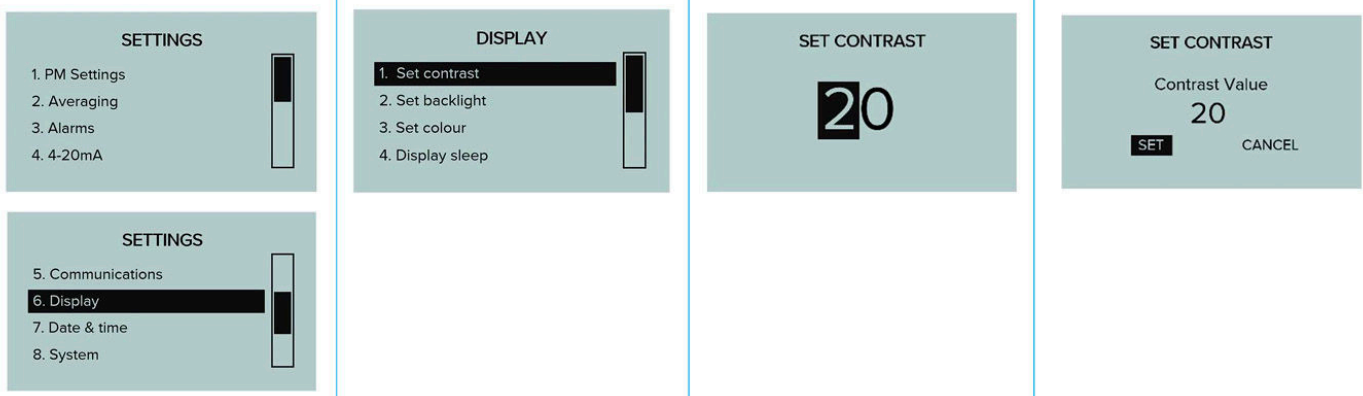 SETTINGS
1. PM Settings
2. Averaging
3. Alarms
4. 4-20mA
SETTINGS
5. Communications
6. Display
7. Date & time
8. System
DISPLAY
1. Set contrast
2. Set backlight
3. Set colour
4. Display sleep
SET CONTRAST
20
SET CONTRAST
Contrast Value
20
SET CANCEL